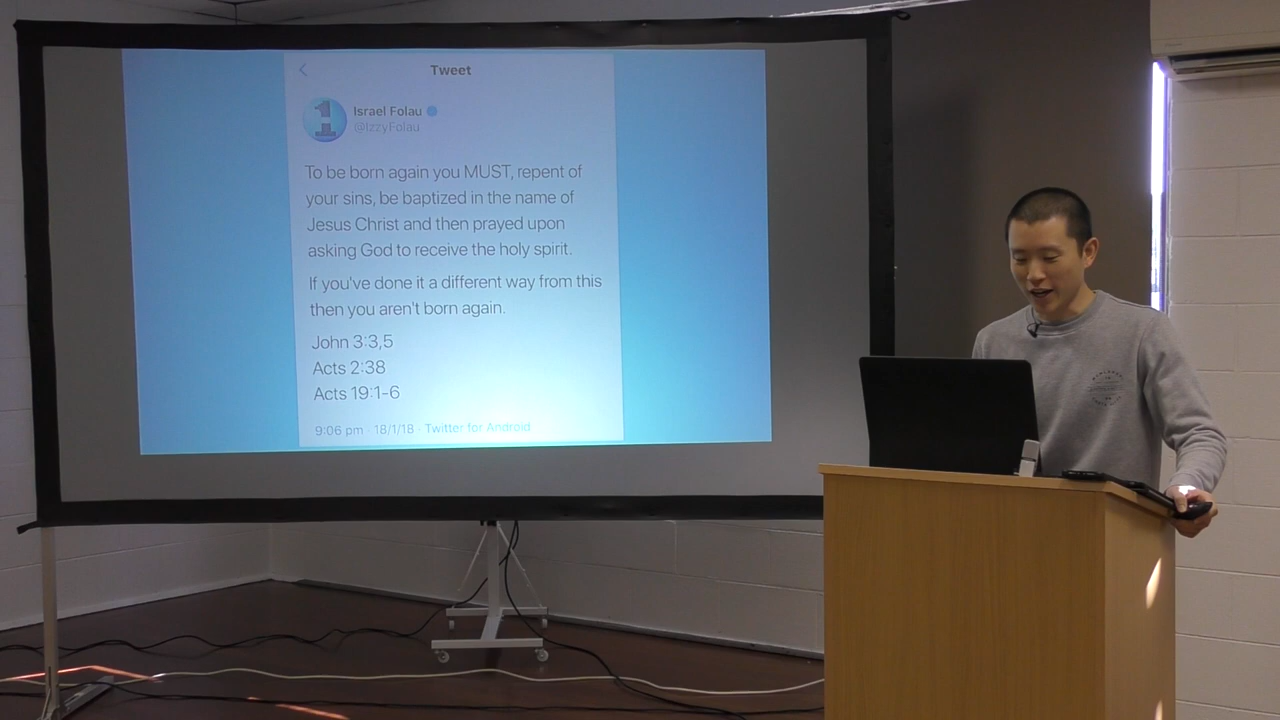 Tweet
1
Israel Folau
@IzzyFolau
To be born again you MUST, repent of
your sins, be baptized in the name of
Jesus Christ and then prayed upon
asking God to receive the holy spirit.
If you've done it a different way from this
then you aren't born again.
John 3:3,5
Acts 2:38
Acts 19:1-6
9:06 pm · 18/1/18 · Twitter for Android